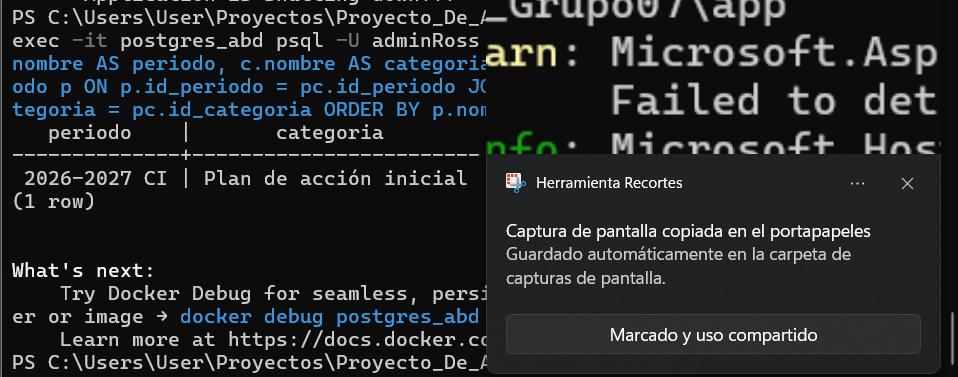 PS C:\Users\User\Proyectos\Proyecto_De_A
exec -it postgres_abd psql -U adminRoss
nombre AS periodo, c.nombre AS categoria
odo p ON p.id_periodo = pc.id_periodo JO
tegoria = pc.id_categoria ORDER BY p.nom
periodo | categoria
--------------+-----------------------------
2026-2027 CI | Plan de acción inicial
(1 row)
What's next:
Try Docker Debug for seamless, persi
er or image → docker debug postgres_abd
Learn more at https://docs.docker.co
PS C:\Users\User\Proyectos\Proyecto_De_A
_Grupo07\app
arn: Microsoft.Asp
Failed to det
nfo: Microsoft.Hos
Herramienta Recortes
Captura de pantalla copiada en el portapapeles
Guardado automáticamente en la carpeta de
capturas de pantalla.
Marcado y uso compartido